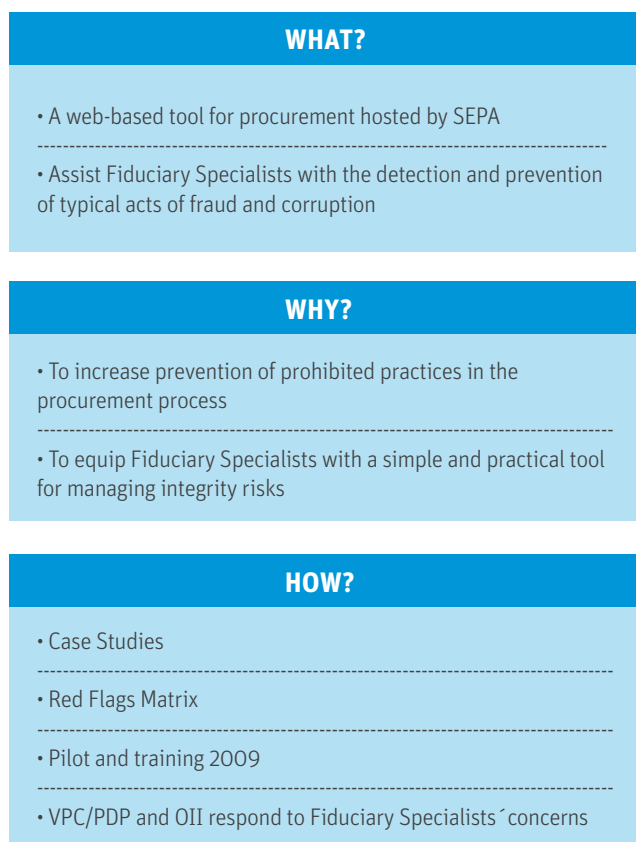 WHAT?
• A web-based tool for procurement hosted by SEPA
• Assist Fiduciary Specialists with the detection and prevention
of typical acts of fraud and corruption
WHY?
• To increase prevention of prohibited practices in the
procurement process
• To equip Fiduciary Specialists with a simple and practical tool
for managing integrity risks
HOW?
• Case Studies
• Red Flags Matrix
• Pilot and training 2009
• VPC/PDP and OII respond to Fiduciary Specialists´concerns